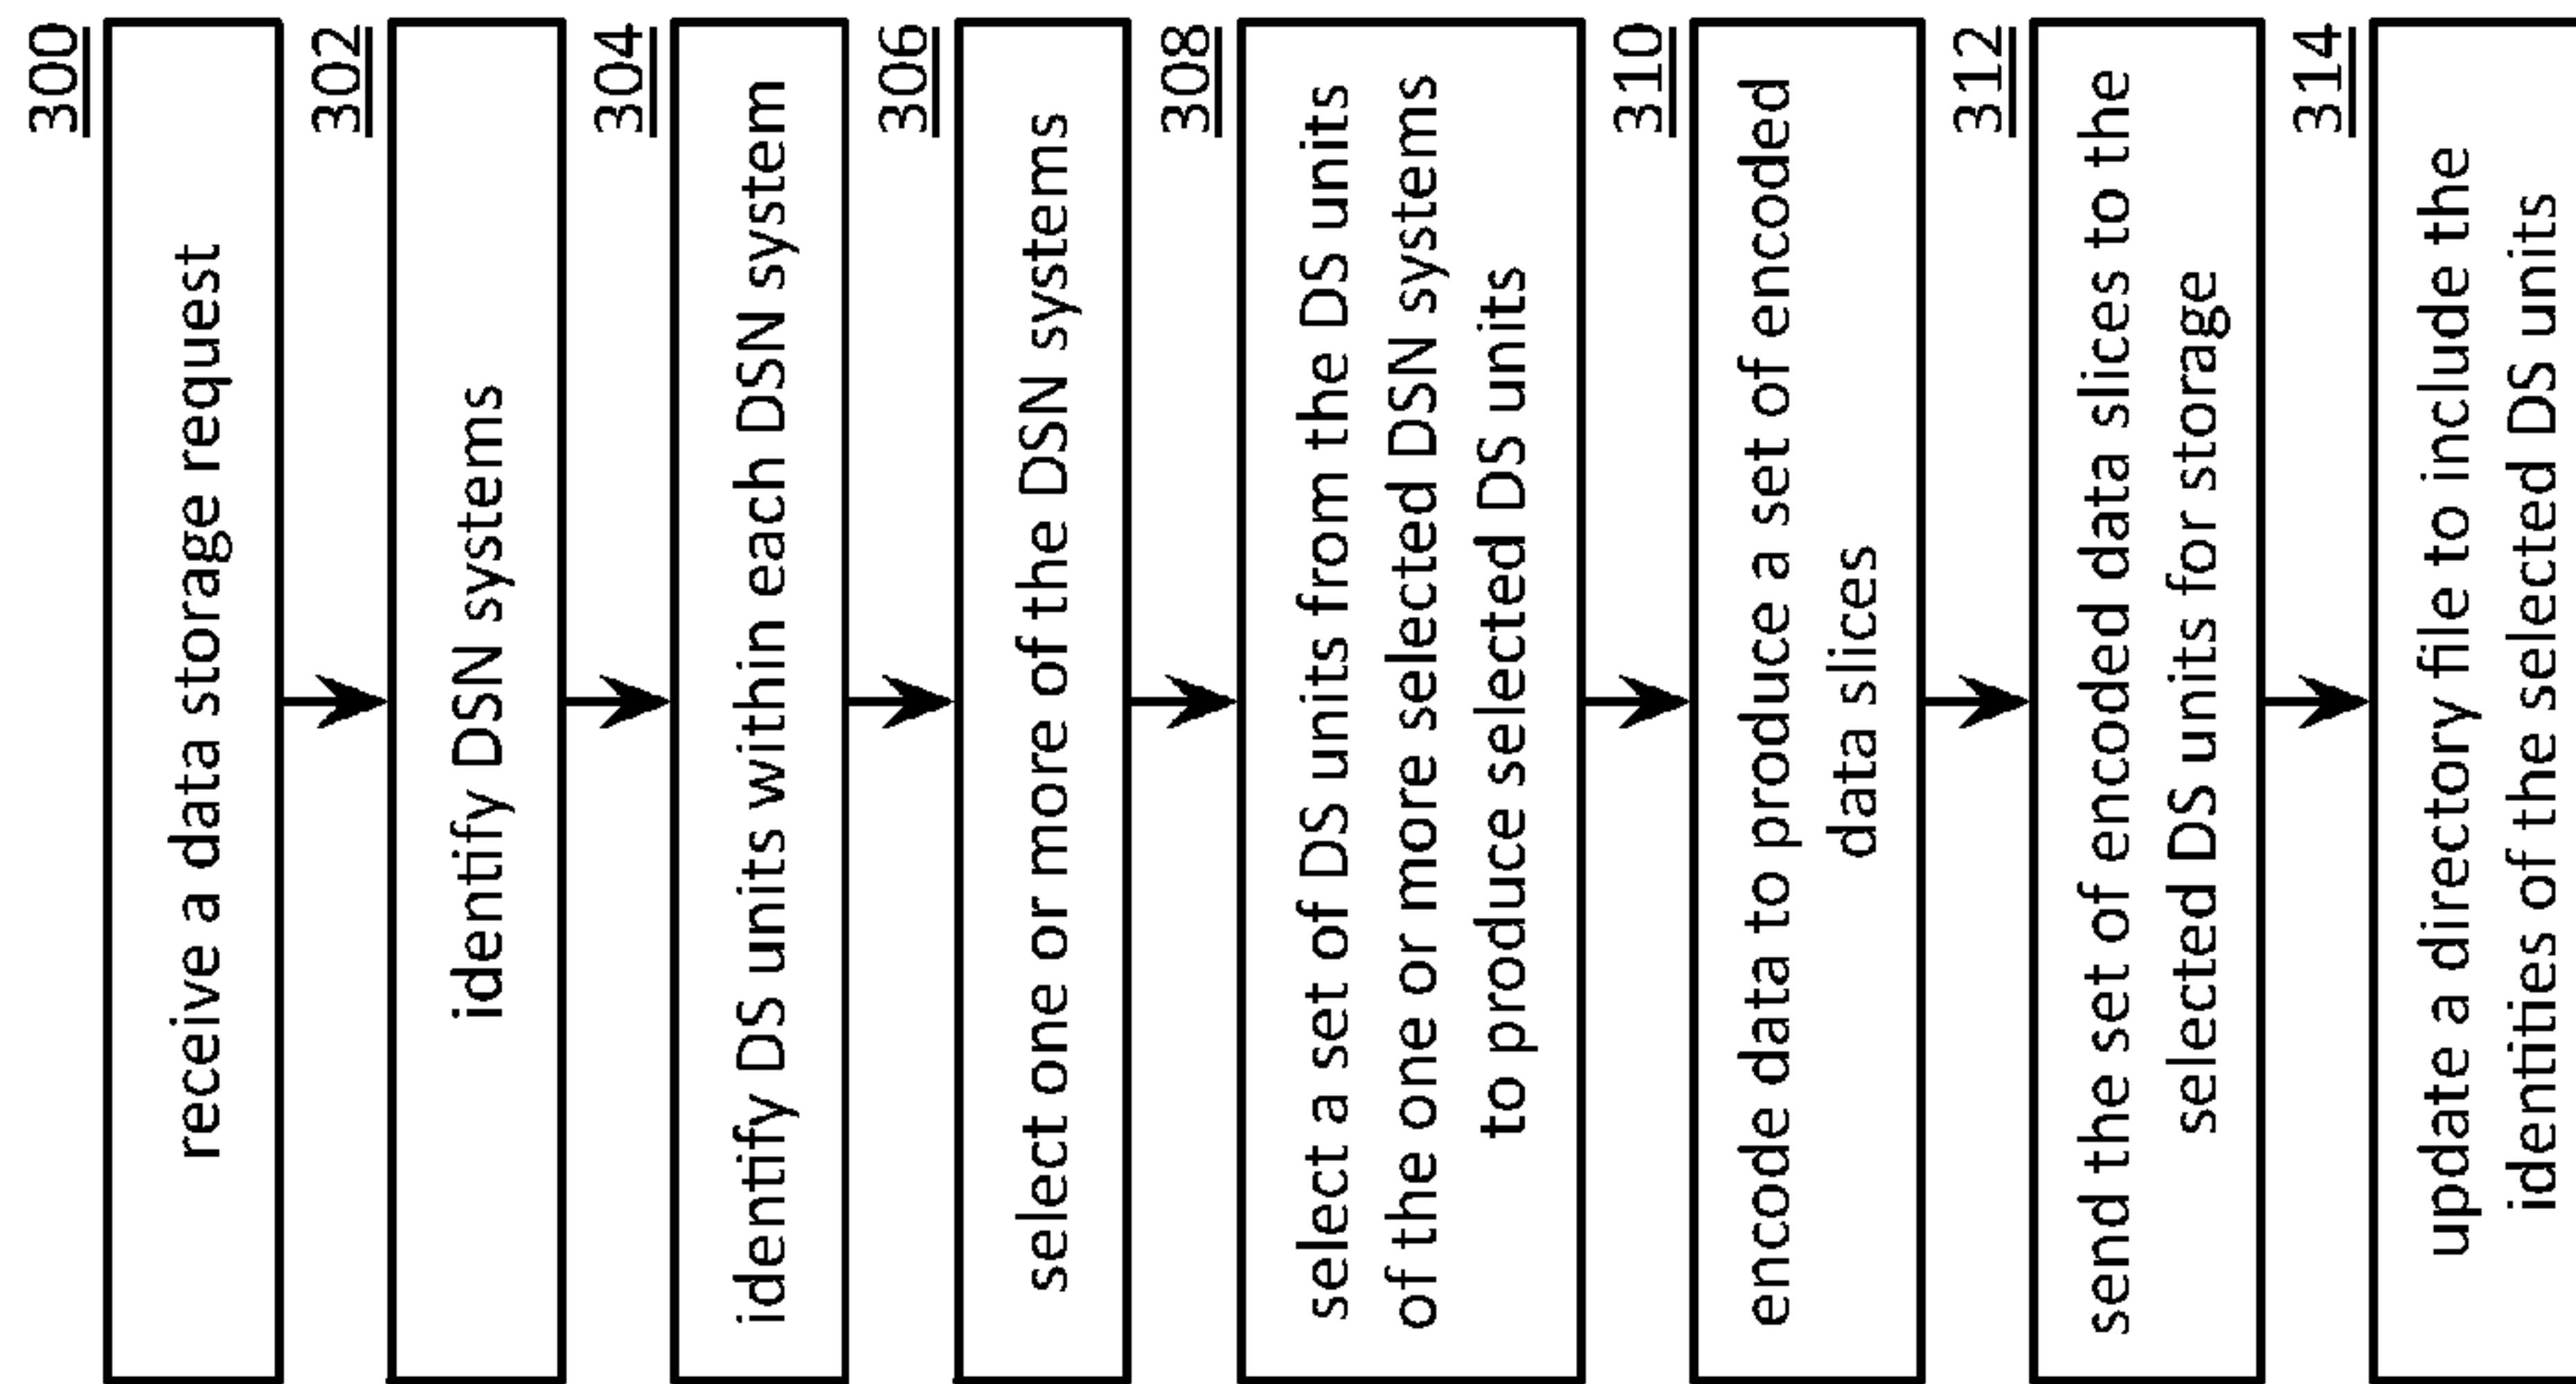 300
receive a data storage request
302
identify DSN systems
304
identify DS units within each DSN system
306
select one or more of the DSN systems
308
select a set of DS units from the DS units
of the one or more selected DSN systems
to produce selected DS units
310
encode data to produce a set of encoded
data slices
312
send the set of encoded data slices to the
selected DS units for storage
314
update a directory file to include the
identities of the selected DS units